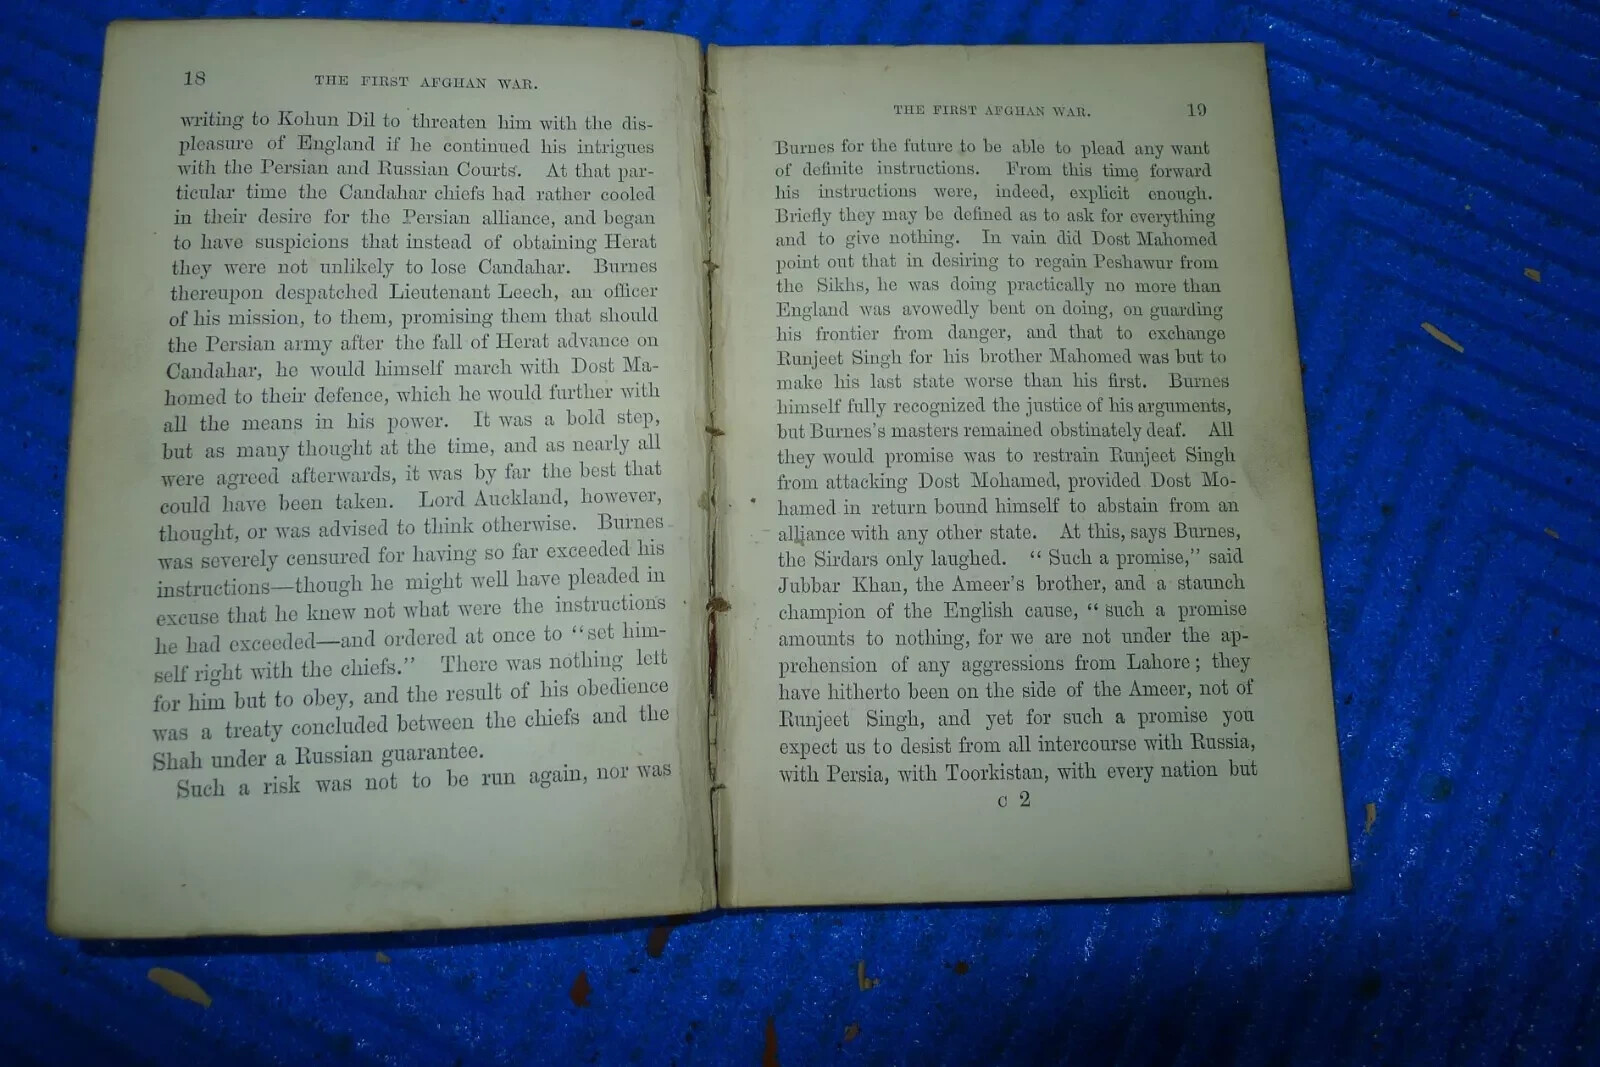 18
THE FIRST AFGHAN WAR.
writing to Kohun Dil to threaten him with the dis-
pleasure of England if he continued his intrigues
with the Persian and Russian Courts. At that par-
ticular time the Candahar chiefs had rather cooled
in their desire for the Persian alliance, and began
to have suspicions that instead of obtaining Herat
they were not unlikely to lose Candahar. Burnes
thereupon despatched Lieutenant Leech, an officer
of his mission, to them, promising them that should
the Persian army after the fall of Herat advance on
Candahar, he would himself march with Dost Ma-
homed to their defence, which he would further with
all the means in his power. It was a bold step,
but as many thought at the time, and as nearly all
were agreed afterwards, it was by far the best that
could have been taken. Lord Auckland, however,
thought, or was advised to think otherwise. Burnes
was severely censured for having so far exceeded his
instructions—though he might well have pleaded in
excuse that he knew not what were the instructions
he had exceeded—and ordered at once to "set him-
self right with the chiefs." There was nothing left
for him but to obey, and the result of his obedience
was a treaty concluded between the chiefs and the
Shah under a Russian guarantee.
Such a risk was not to be run again, nor was
THE FIRST AFGHAN WAR.
19
Burnes for the future to be able to plead any want
of definite instructions. From this time forward
his instructions were, indeed, explicit enough.
Briefly they may be defined as to ask for everything
and to give nothing. In vain did Dost Mahomed
point out that in desiring to regain Peshawur from
the Sikhs, he was doing practically no more than
England was avowedly bent on doing, on guarding
his frontier from danger, and that to exchange
Runjeet Singh for his brother Mahomed was but to
make his last state worse than his first. Burnes
himself fully recognized the justice of his arguments,
but Burnes's masters remained obstinately deaf. All
they would promise was to restrain Runjeet Singh
from attacking Dost Mohamed, provided Dost Mo-
hamed in return bound himself to abstain from an
alliance with any other state. At this, says Burnes,
the Sirdars only laughed. "Such a promise," said
Jubbar Khan, the Ameer's brother, and a staunch
champion of the English cause, "such a promise
amounts to nothing, for we are not under the ap-
prehension of any aggressions from Lahore; they
have hitherto been on the side of the Ameer, not of
Runjeet Singh, and yet for such a promise you
expect us to desist from all intercourse with Russia,
with Persia, with Toorkistan, with every nation but
C 2